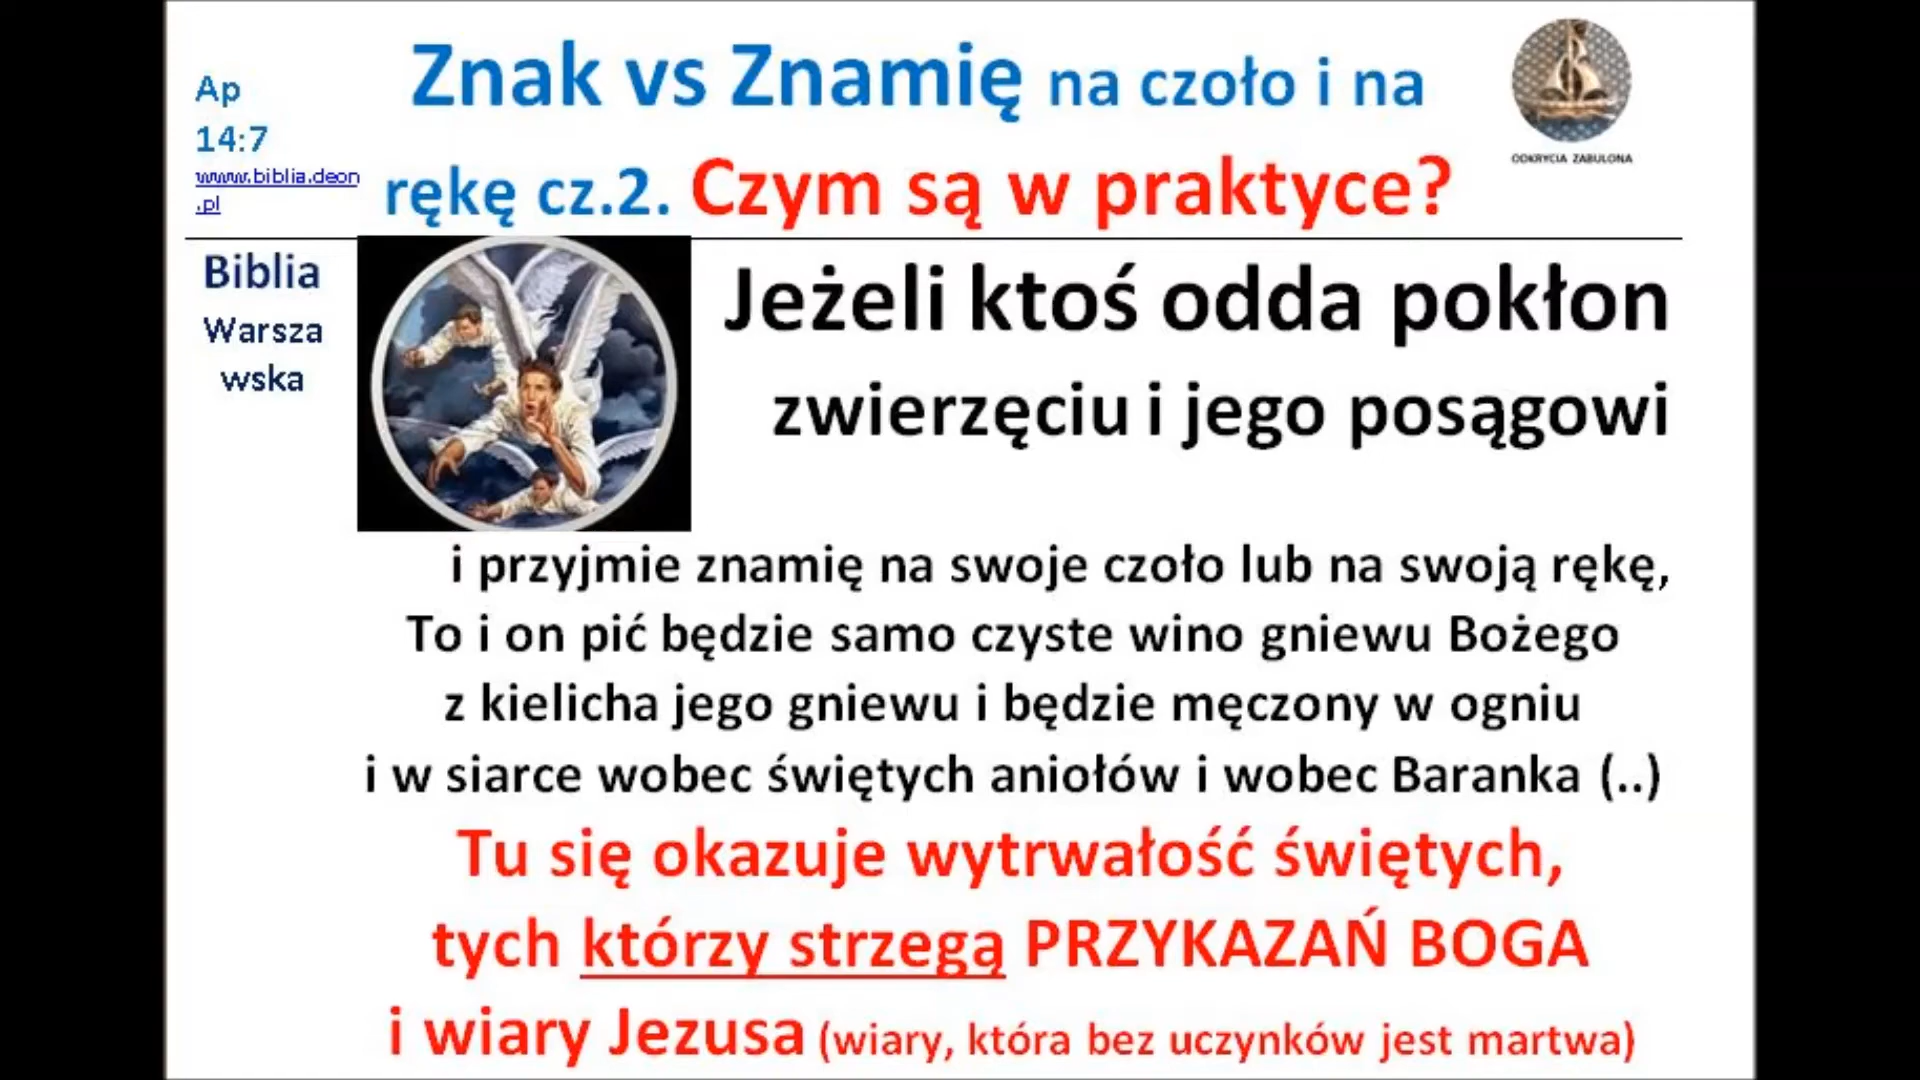 Ap
14:7
www.biblia.deon
.pl
Znak vs Znamię na czoło i na
rękę cz.2. Czym są w praktyce?
ODKRYCIA ZABULONA
Biblia
Warsza
wska
Jeżeli ktoś odda pokłon
zwierzęciu i jego posągowi
i przyjmie znamię na swoje czoło lub na swoją rękę,
To i on pić będzie samo czyste wino gniewu Bożego
z kielicha jego gniewu i będzie męczony w ogniu
i w siarce wobec świętych aniołów i wobec Baranka (..)
Tu się okazuje wytrwałość świętych,
tych którzy strzegą PRZYKAZAŃ BOGA
i wiary Jezusa (wiary, która bez uczynków jest martwa)